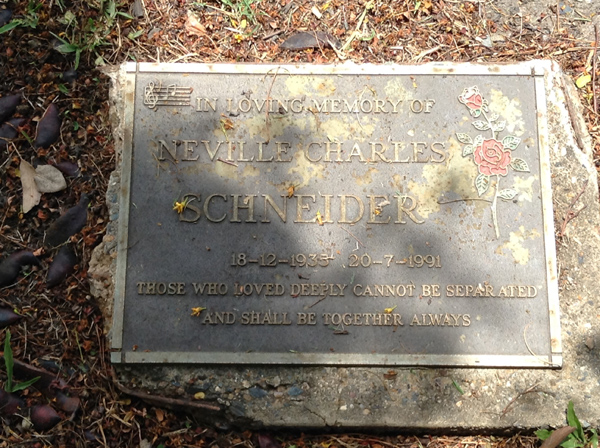 IN LOVING MEMORY OF
NEVILLE CHARLES
SCHNEIDER
18-12-1935 20-7-1991
THOSE WHO LOVED DEEPLY CANNOT BE SEPARATED
AND SHALL BE TOGETHER ALWAYS